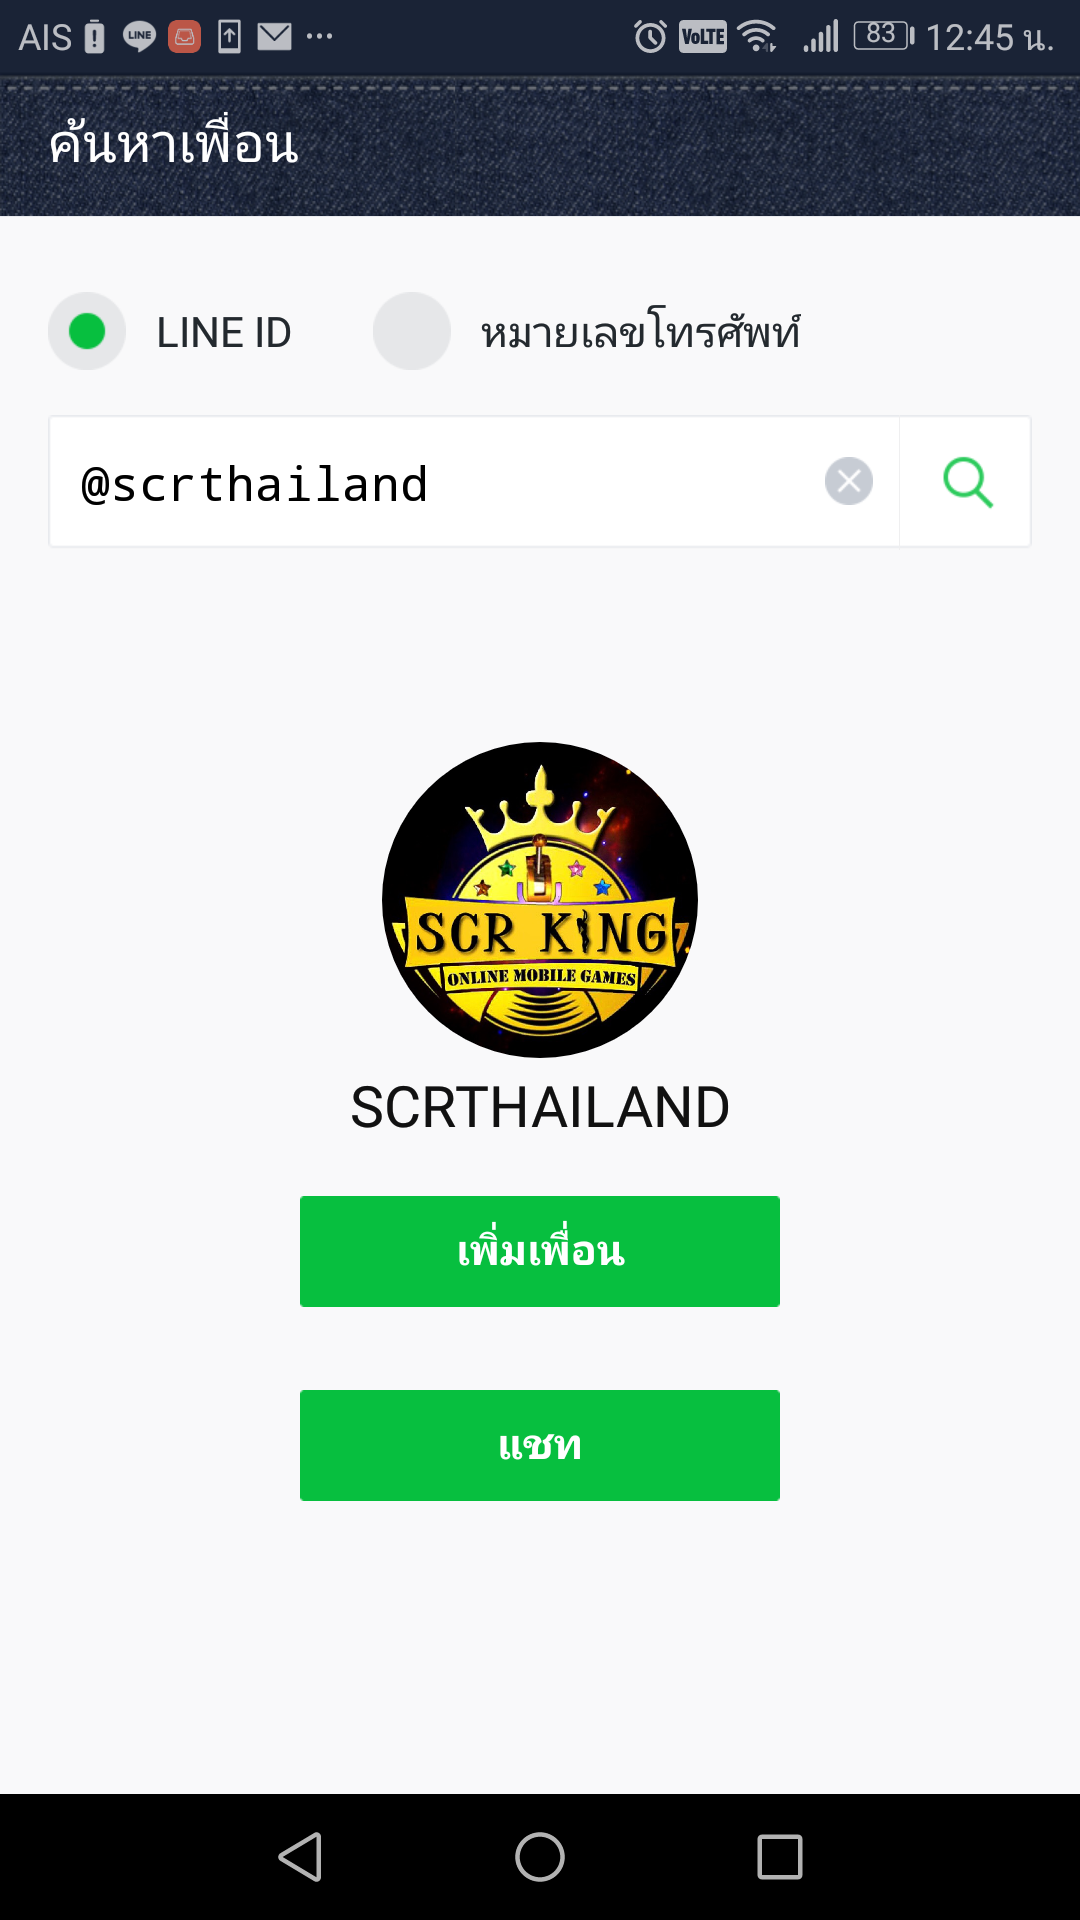 AIS LINE VoLTE 83 12:45 น.
ค้นหาเพื่อน
LINE ID หมายเลขโทรศัพท์
@scrthailand
SCR KING
ONLINE MOBILE GAMES
SCRTHAILAND
เพิ่มเพื่อน
แชท